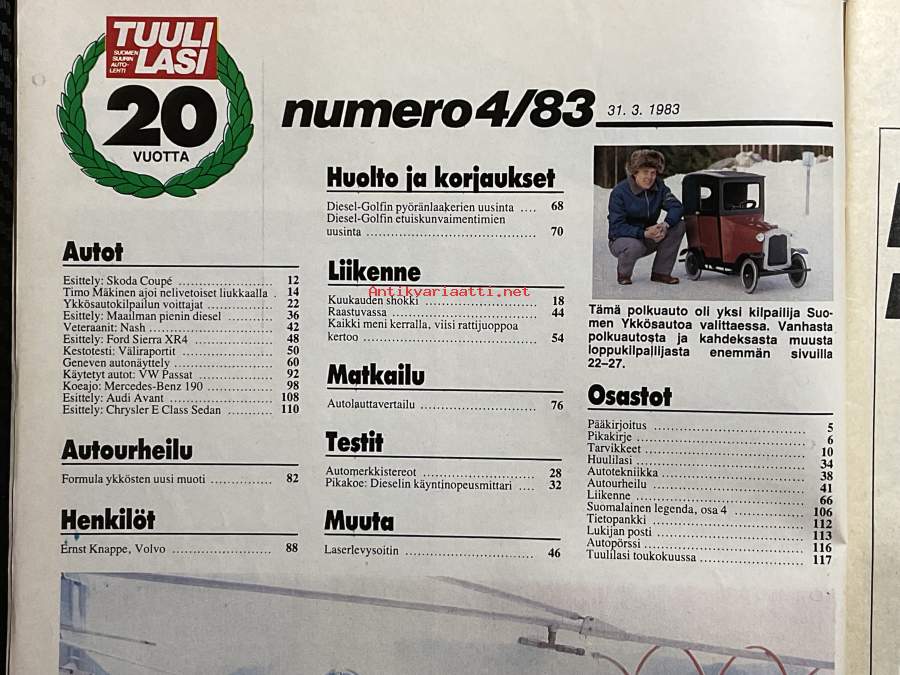 TUULI
LASI
SUOMEN
SUURIN
AUTO-
LEHTI
20
VUOTTA
numero 4/83 31. 3. 1983
Autot
Esittely: Skoda Coupé 12
Timo Mäkinen ajoi nelivetoiset liukkaalla . 14
Ykkösautokilpailun voittajat 22
Esittely: Maailman pienin diesel 36
Veteraanit: Nash 42
Esittely: Ford Sierra XR4 48
Kestotesti: Väliraportit 50
Geneven autonäyttely 60
Käytetyt autot: VW Passat 92
Koeajo: Mercedes-Benz 190 98
Esittely: Audi Avant 108
Esittely: Chrysler E Class Sedan 110
Autourheilu
Formula ykkösten uusi muoti 82
Henkilöt
Ernst Knappe, Volvo 88
Huolto ja korjaukset
Diesel-Golfin pyöränlaakerien uusinta .... 68
Diesel-Golfin etuiskunvaimentimien
uusinta 70
Liikenne
Antikvariaatti.net
Kuukauden shokki 18
Raastuvassa 44
Kaikki meni kerralla, viisi rattijuoppoa
kertoo 54
Matkailu
Autolauttavertailu 76
Testit
Automerkkistereot 28
Pikakoe: Dieselin käyntinopeusmittari .... 32
Muuta
Laserlevysoitin 46
Tämä polkuauto oli yksi kilpailija Suo-
men Ykkösautoa valittaessa. Vanhasta
polkuautosta ja kahdeksasta muusta
loppukilpailijasta enemmän sivuilla
22–27.
Osastot
Pääkirjoitus 5
Pikakirje 6
Tarvikkeet 10
Huulilasi 34
Autotekniikka 38
Autourheilu 41
Liikenne 66
Suomalainen legenda, osa 4 106
Tietopankki 112
Lukijan posti 113
Autopörssi 116
Tuulilasi toukokuussa 117